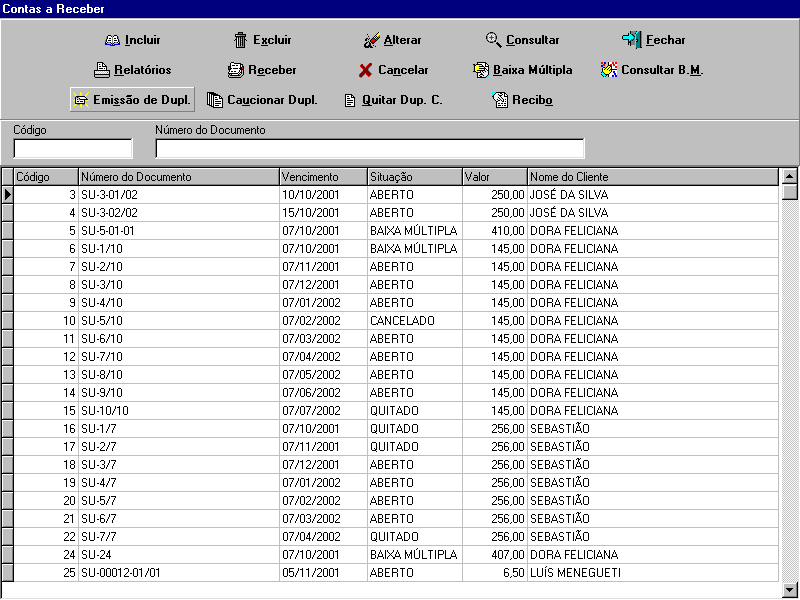 Contas a Receber
Incluir Excluir Alterar Consultar Fechar
Relatórios Receber Cancelar Baixa Múltipla Consultar B.M.
Emissão de Dupl. Caucionar Dupl. Quitar Dup. C. Recibo
Código Número do Documento
Código Número do Documento Vencimento Situação Valor Nome do Cliente
3 SU-3-01/02 10/10/2001 ABERTO 250,00 JOSÉ DA SILVA
4 SU-3-02/02 15/10/2001 ABERTO 250,00 JOSÉ DA SILVA
5 SU-5-01-01 07/10/2001 BAIXA MÚLTIPLA 410,00 DORA FELICIANA
6 SU-1/10 07/10/2001 BAIXA MÚLTIPLA 145,00 DORA FELICIANA
7 SU-2/10 07/11/2001 ABERTO 145,00 DORA FELICIANA
8 SU-3/10 07/12/2001 ABERTO 145,00 DORA FELICIANA
9 SU-4/10 07/01/2002 ABERTO 145,00 DORA FELICIANA
10 SU-5/10 07/02/2002 CANCELADO 145,00 DORA FELICIANA
11 SU-6/10 07/03/2002 ABERTO 145,00 DORA FELICIANA
12 SU-7/10 07/04/2002 ABERTO 145,00 DORA FELICIANA
13 SU-8/10 07/05/2002 ABERTO 145,00 DORA FELICIANA
14 SU-9/10 07/06/2002 ABERTO 145,00 DORA FELICIANA
15 SU-10/10 07/07/2002 QUITADO 145,00 DORA FELICIANA
16 SU-1/7 07/10/2001 QUITADO 256,00 SEBASTIÃO
17 SU-2/7 07/11/2001 QUITADO 256,00 SEBASTIÃO
18 SU-3/7 07/12/2001 ABERTO 256,00 SEBASTIÃO
19 SU-4/7 07/01/2002 ABERTO 256,00 SEBASTIÃO
20 SU-5/7 07/02/2002 ABERTO 256,00 SEBASTIÃO
21 SU-6/7 07/03/2002 ABERTO 256,00 SEBASTIÃO
22 SU-7/7 07/04/2002 QUITADO 256,00 SEBASTIÃO
24 SU-24 07/10/2001 BAIXA MÚLTIPLA 407,00 DORA FELICIANA
25 SU-00012-01/01 05/11/2001 ABERTO 6,50 LUÍS MENEGUETI